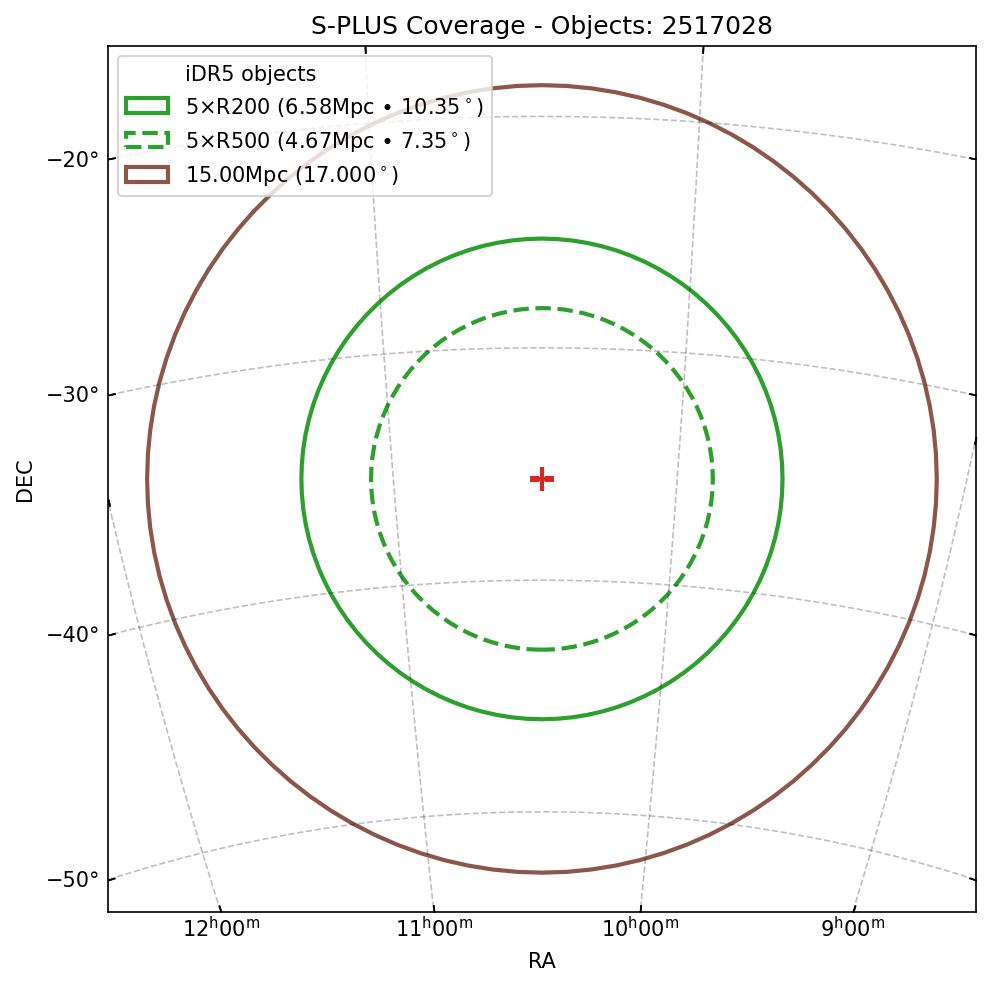 S-PLUS Coverage - Objects: 2517028
iDR5 objects
5×R200 (6.58Mpc • 10.35°)
5×R500 (4.67Mpc • 7.35°)
15.00Mpc (17.000°)
−20°
−30°
−40°
−50°
DEC
12ʰ00ᵐ 11ʰ00ᵐ 10ʰ00ᵐ 9ʰ00ᵐ
RA